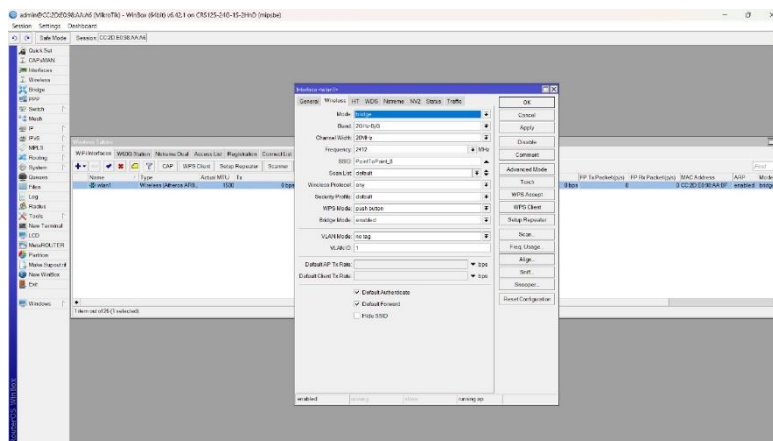 admin@CC:2D:E0:98:AA:A6 (MikroTik) - WinBox (64bit) v6.42.1 on CRS125-24G-1S-2HnD (mipsbe)
Session Settings Dashboard
Safe Mode Session: CC:2D:E0:98:AA:A6
Quick Set
CAPsMAN
Interfaces
Wireless
Bridge
PPP
Switch
Mesh
IP
IPv6
MPLS
Routing
System
Queues
Files
Log
Radius
Tools
New Terminal
LCD
MetaROUTER
Partition
Make Supout.rif
New WinBox
Exit
Windows
RouterOS WinBox
Wireless Tables
WiFi Interfaces W60G Station Nstreme Dual Access List Registration Connect List
CAP WPS Client Setup Repeater Scanner
Find
Name Type Actual MTU Tx
FP Tx Packet (p/s) FP Rx Packet (p/s) MAC Address ARP Mode
wlan1 Wireless (Atheros AR9.. 1500 0 bps
0 bps 0 0 CC:2D:E0:98:AA:BF enabled bridge
1 item out of 26 (1 selected)
Interface <wlan1>
General Wireless HT WDS Nstreme NV2 Status Traffic
Mode: bridge
Band: 2GHz-B/G
Channel Width: 20MHz
Frequency: 2412 MHz
SSID: PointToPoint_B
Scan List: default
Wireless Protocol: any
Security Profile: default
WPS Mode: push button
Bridge Mode: enabled
VLAN Mode: no tag
VLAN ID: 1
Default AP Tx Rate: bps
Default Client Tx Rate: bps
Default Authenticate
Default Forward
Hide SSID
OK
Cancel
Apply
Disable
Comment
Advanced Mode
Torch
WPS Accept
WPS Client
Setup Repeater
Scan...
Freq. Usage...
Align...
Sniff...
Snooper...
Reset Configuration
enabled running slave running ap